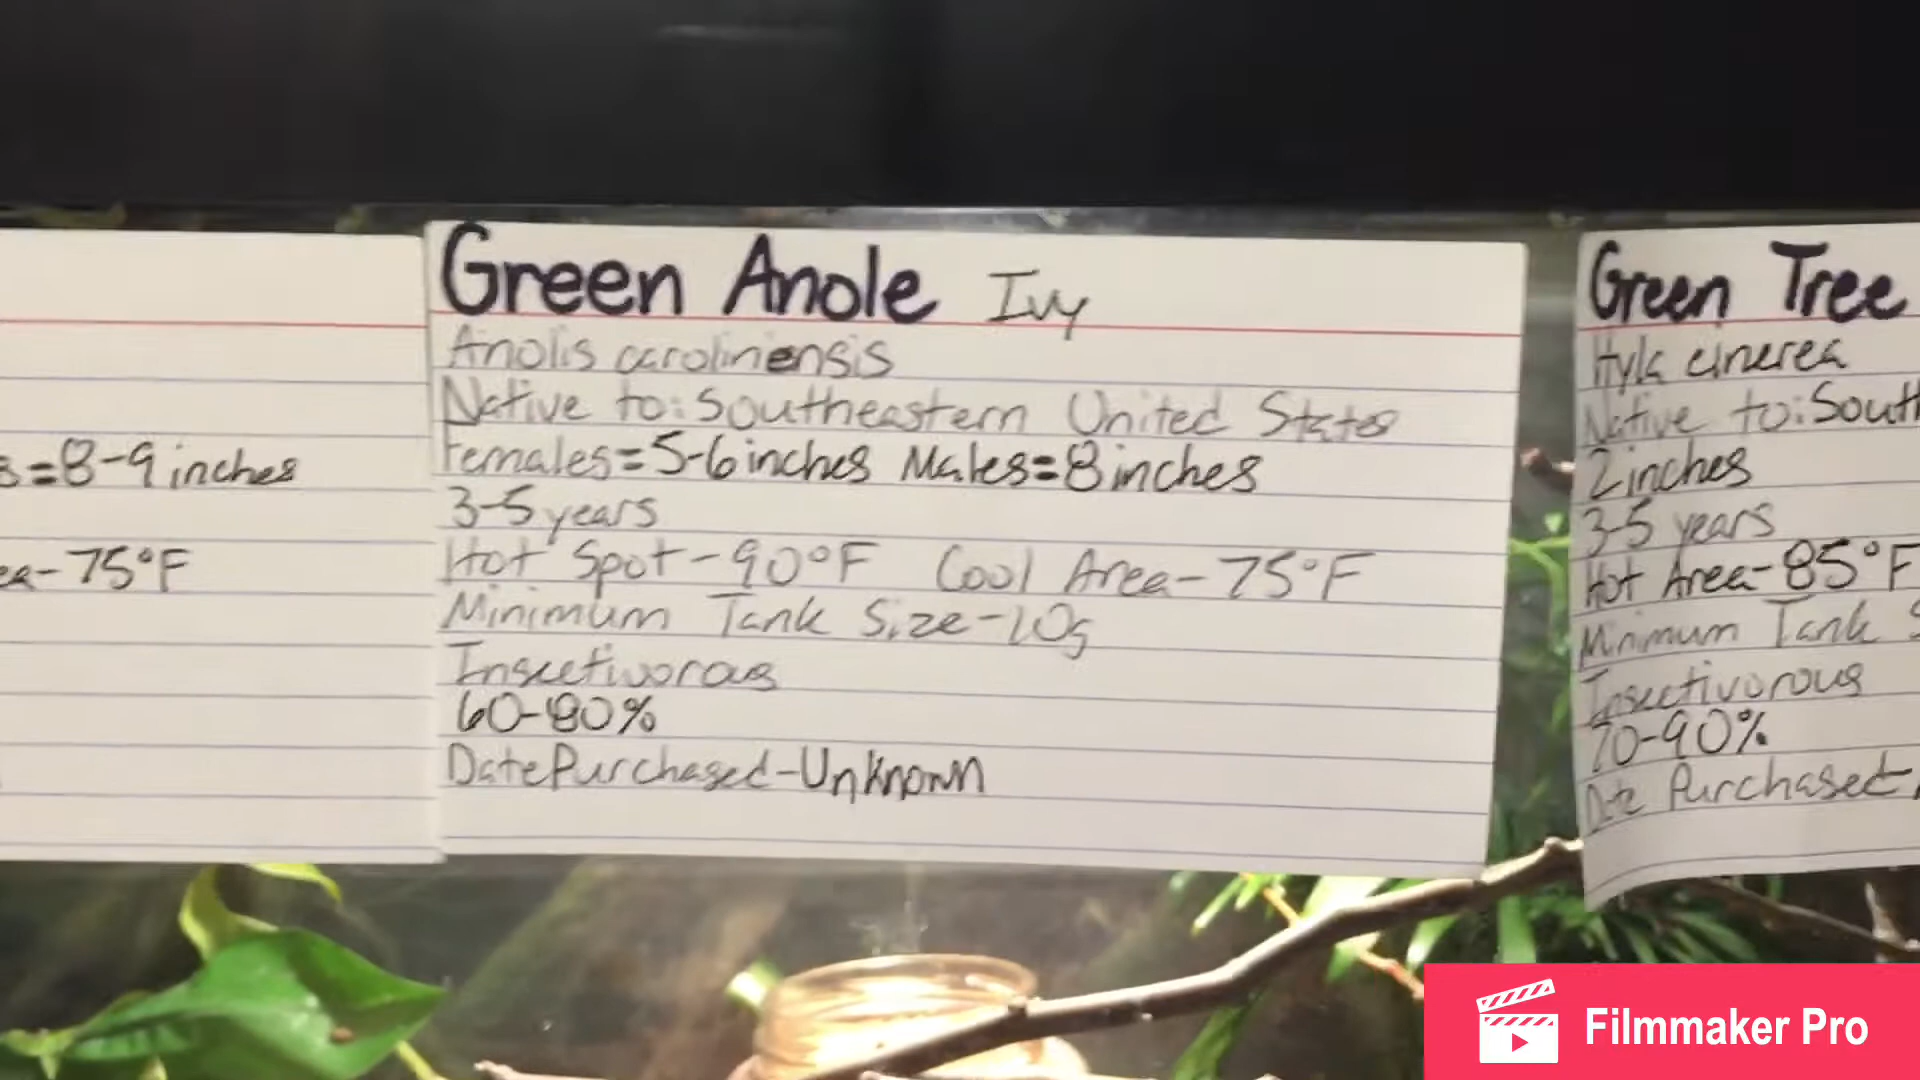 s=8-9 inches
ea-75°F
Green Anole Ivy
Anolis carolinensis
Native to: Southeastern United States
Females=5-6 inches Males=8 inches
3-5 years
Hot Spot-90°F Cool Area-75°F
Minimum Tank Size-10g
Insectivorous
60-80%
Date Purchased-Unknown
Green Tree
Hyla cinerea
Native to: South
2 inches
3-5 years
Hot Area-85°F
Minimum Tank S
Insectivorous
70-90%
Date Purchased-
Filmmaker Pro